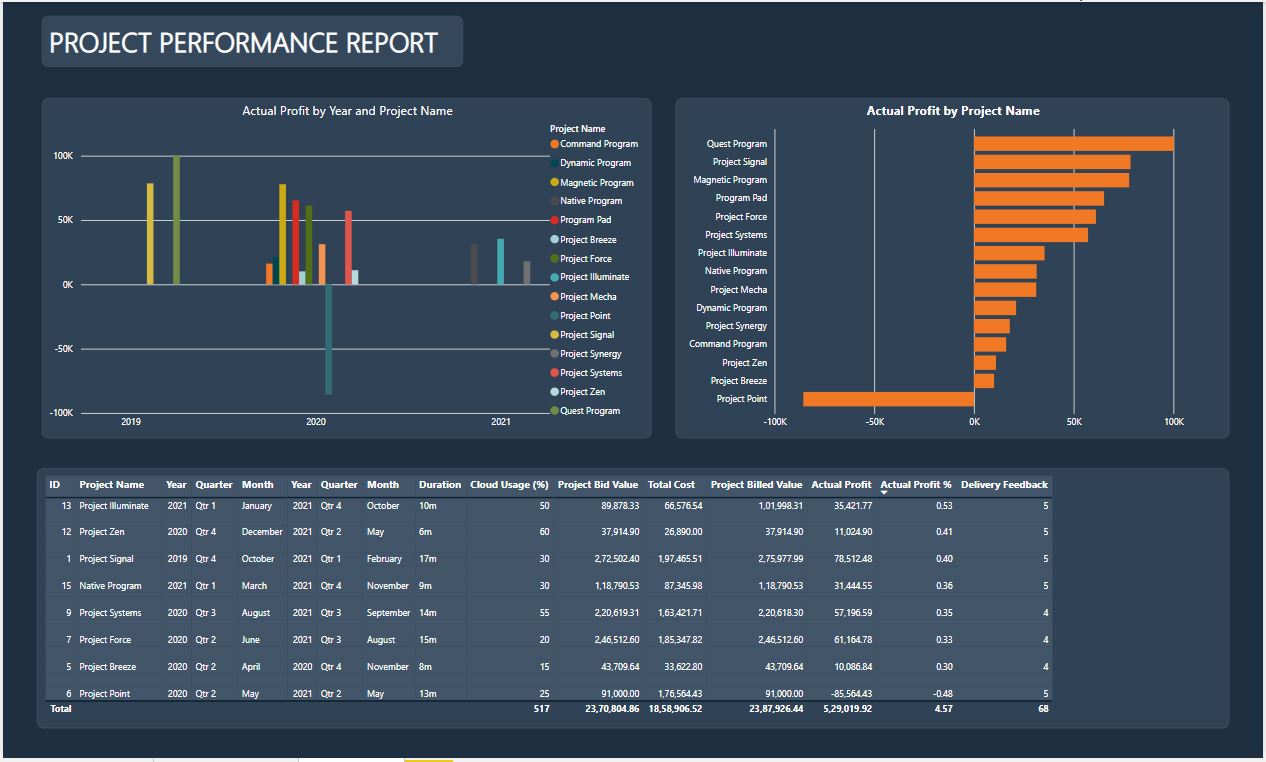 PROJECT PERFORMANCE REPORT
Actual Profit by Year and Project Name
Project Name
Command Program
Dynamic Program
Magnetic Program
Native Program
Program Pad
Project Breeze
Project Force
Project Illuminate
Project Mecha
Project Point
Project Signal
Project Synergy
Project Systems
Project Zen
Quest Program
100K
50K
0K
-50K
-100K
2019 2020 2021
Actual Profit by Project Name
Quest Program
Project Signal
Magnetic Program
Program Pad
Project Force
Project Systems
Project Illuminate
Native Program
Project Mecha
Dynamic Program
Project Synergy
Command Program
Project Zen
Project Breeze
Project Point
-100K -50K 0K 50K 100K
ID Project Name Year Quarter Month Year Quarter Month Duration Cloud Usage (%) Project Bid Value Total Cost Project Billed Value Actual Profit Actual Profit % Delivery Feedback
13 Project Illuminate 2021 Qtr 1 January 2021 Qtr 4 October 10m 50 89,878.33 66,576.54 1,01,998.31 35,421.77 0.53 5
12 Project Zen 2020 Qtr 4 December 2021 Qtr 2 May 6m 60 37,914.90 26,890.00 37,914.90 11,024.90 0.41 5
1 Project Signal 2019 Qtr 4 October 2021 Qtr 1 February 17m 30 2,72,502.40 1,97,465.51 2,75,977.99 78,512.48 0.40 5
15 Native Program 2021 Qtr 1 March 2021 Qtr 4 November 9m 30 1,18,790.53 87,345.98 1,18,790.53 31,444.55 0.36 5
9 Project Systems 2020 Qtr 3 August 2021 Qtr 3 September 14m 55 2,20,619.31 1,63,421.71 2,20,618.30 57,196.59 0.35 4
7 Project Force 2020 Qtr 2 June 2021 Qtr 3 August 15m 20 2,46,512.60 1,85,347.82 2,46,512.60 61,164.78 0.33 4
5 Project Breeze 2020 Qtr 2 April 2020 Qtr 4 November 8m 15 43,709.64 33,622.80 43,709.64 10,086.84 0.30 4
6 Project Point 2020 Qtr 2 May 2021 Qtr 2 May 13m 25 91,000.00 1,76,564.43 91,000.00 -85,564.43 -0.48 5
Total 517 23,70,804.86 18,58,906.52 23,87,926.44 5,29,019.92 4.57 68